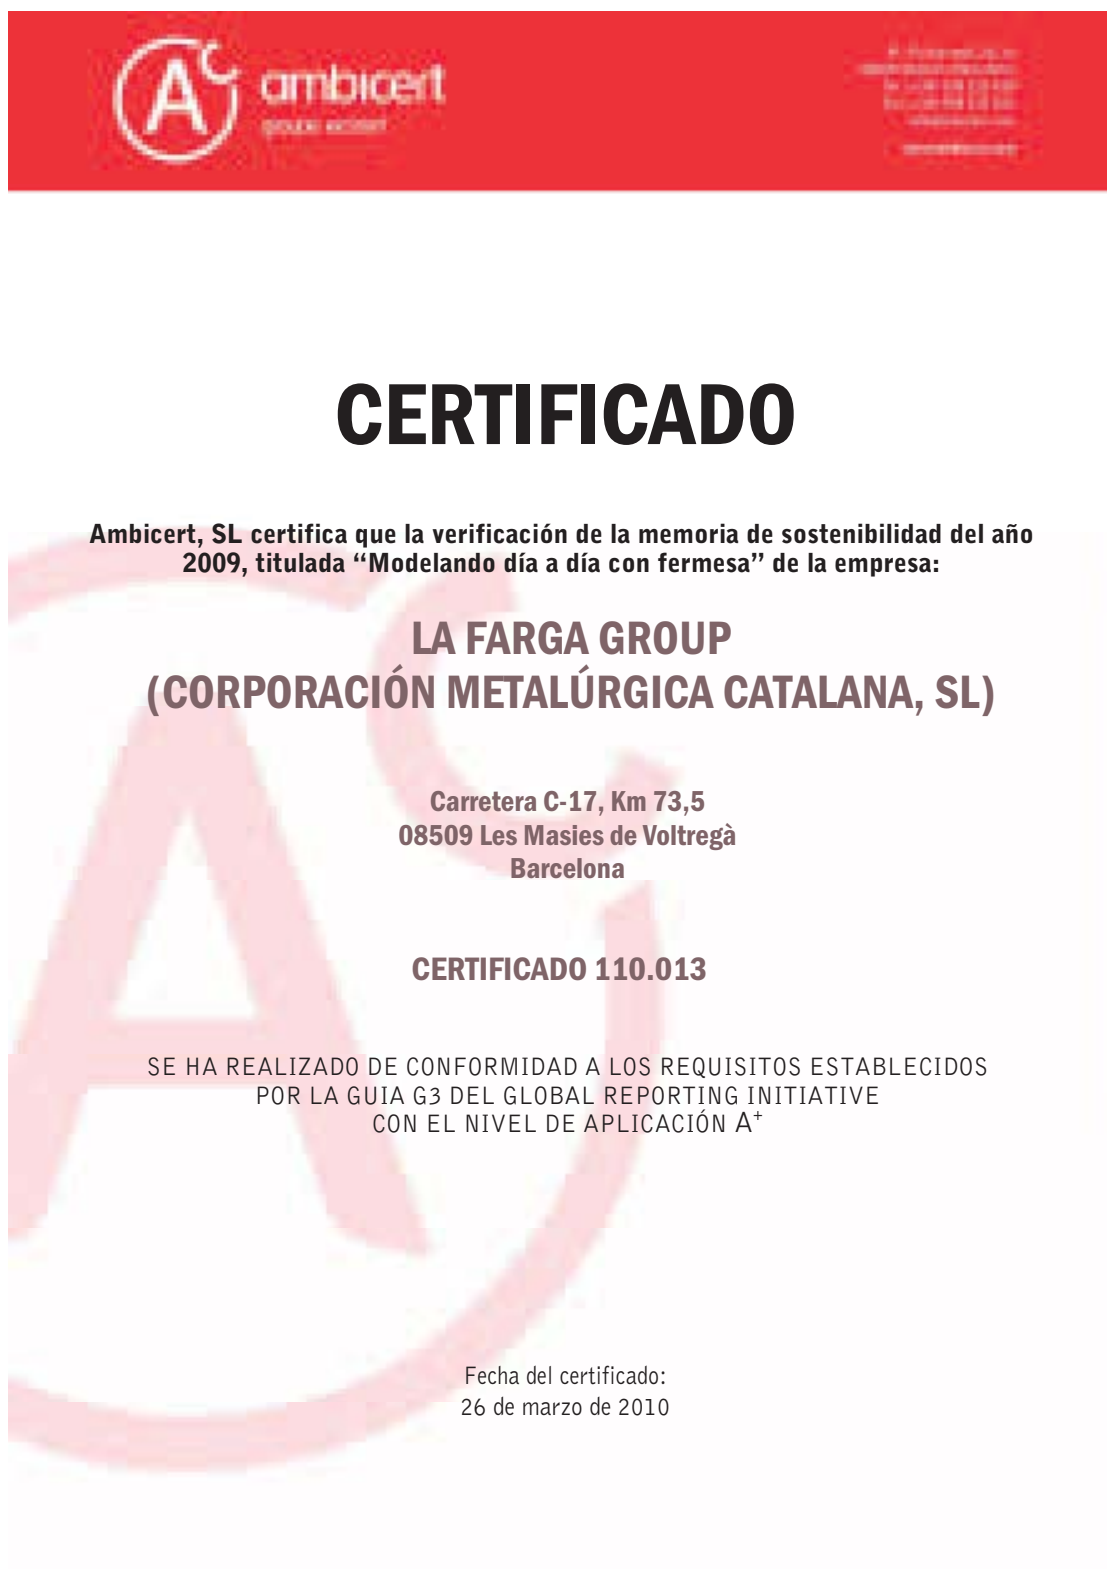 ambicert
CERTIFICADO
Ambicert, SL certifica que la verificación de la memoria de sostenibilidad del año
2009, titulada “Modelando día a día con fermesa” de la empresa:
LA FARGA GROUP
(CORPORACIÓN METALÚRGICA CATALANA, SL)
Carretera C-17, Km 73,5
08509 Les Masies de Voltregà
Barcelona
CERTIFICADO 110.013
SE HA REALIZADO DE CONFORMIDAD A LOS REQUISITOS ESTABLECIDOS
POR LA GUIA G3 DEL GLOBAL REPORTING INITIATIVE
CON EL NIVEL DE APLICACIÓN A⁺
Fecha del certificado:
26 de marzo de 2010